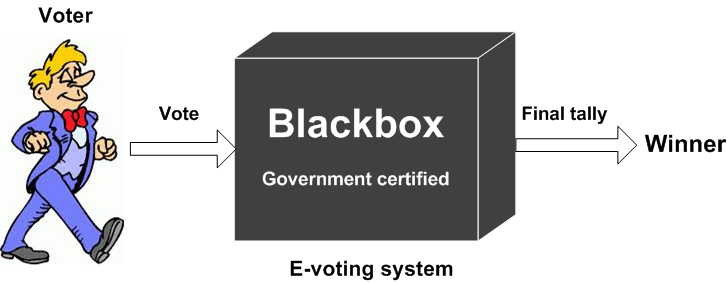 Voter
Vote
Blackbox
Government certified
Final tally
Winner
E-voting system